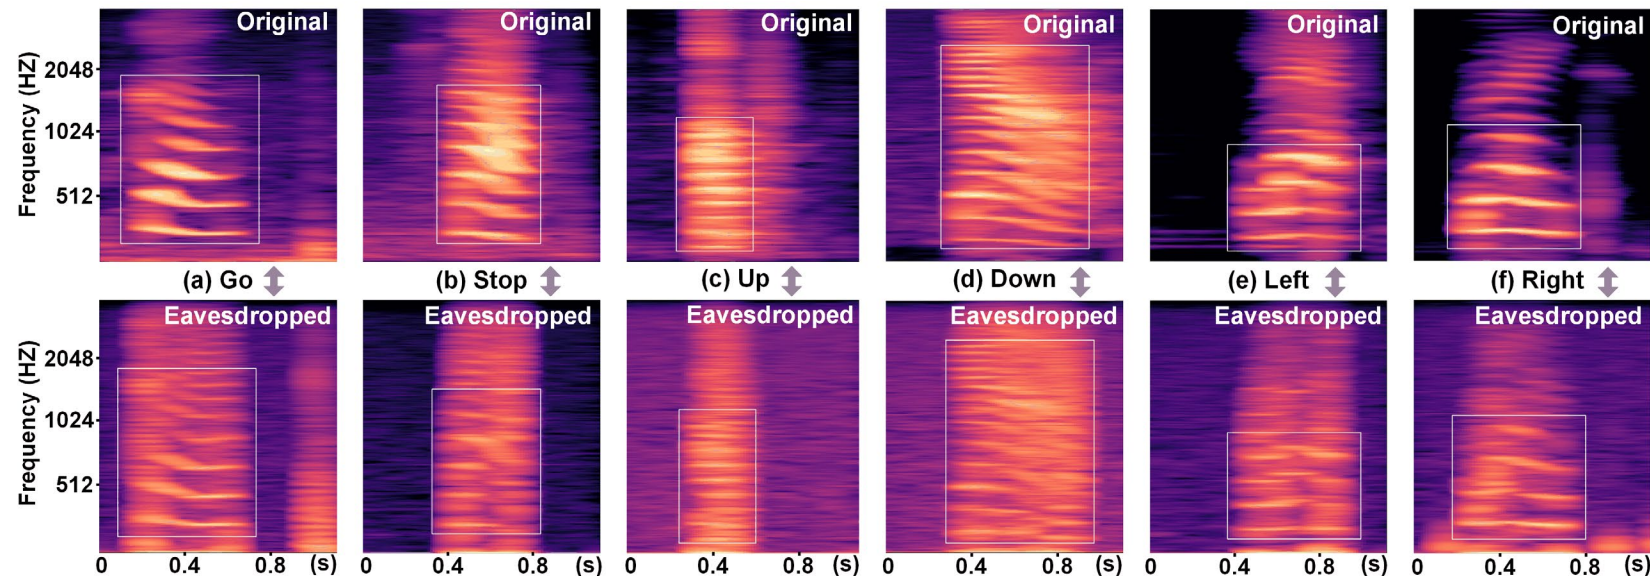 Original Original Original Original Original Original
Frequency (HZ)
2048
1024
512
(a) Go (b) Stop (c) Up (d) Down (e) Left (f) Right
Eavesdropped Eavesdropped Eavesdropped Eavesdropped Eavesdropped Eavesdropped
Frequency (HZ)
2048
1024
512
0 0.4 0.8 (s) 0 0.4 0.8 (s) 0 0.4 0.8 (s) 0 0.4 0.8 (s) 0 0.4 0.8 (s) 0 0.4 0.8 (s)